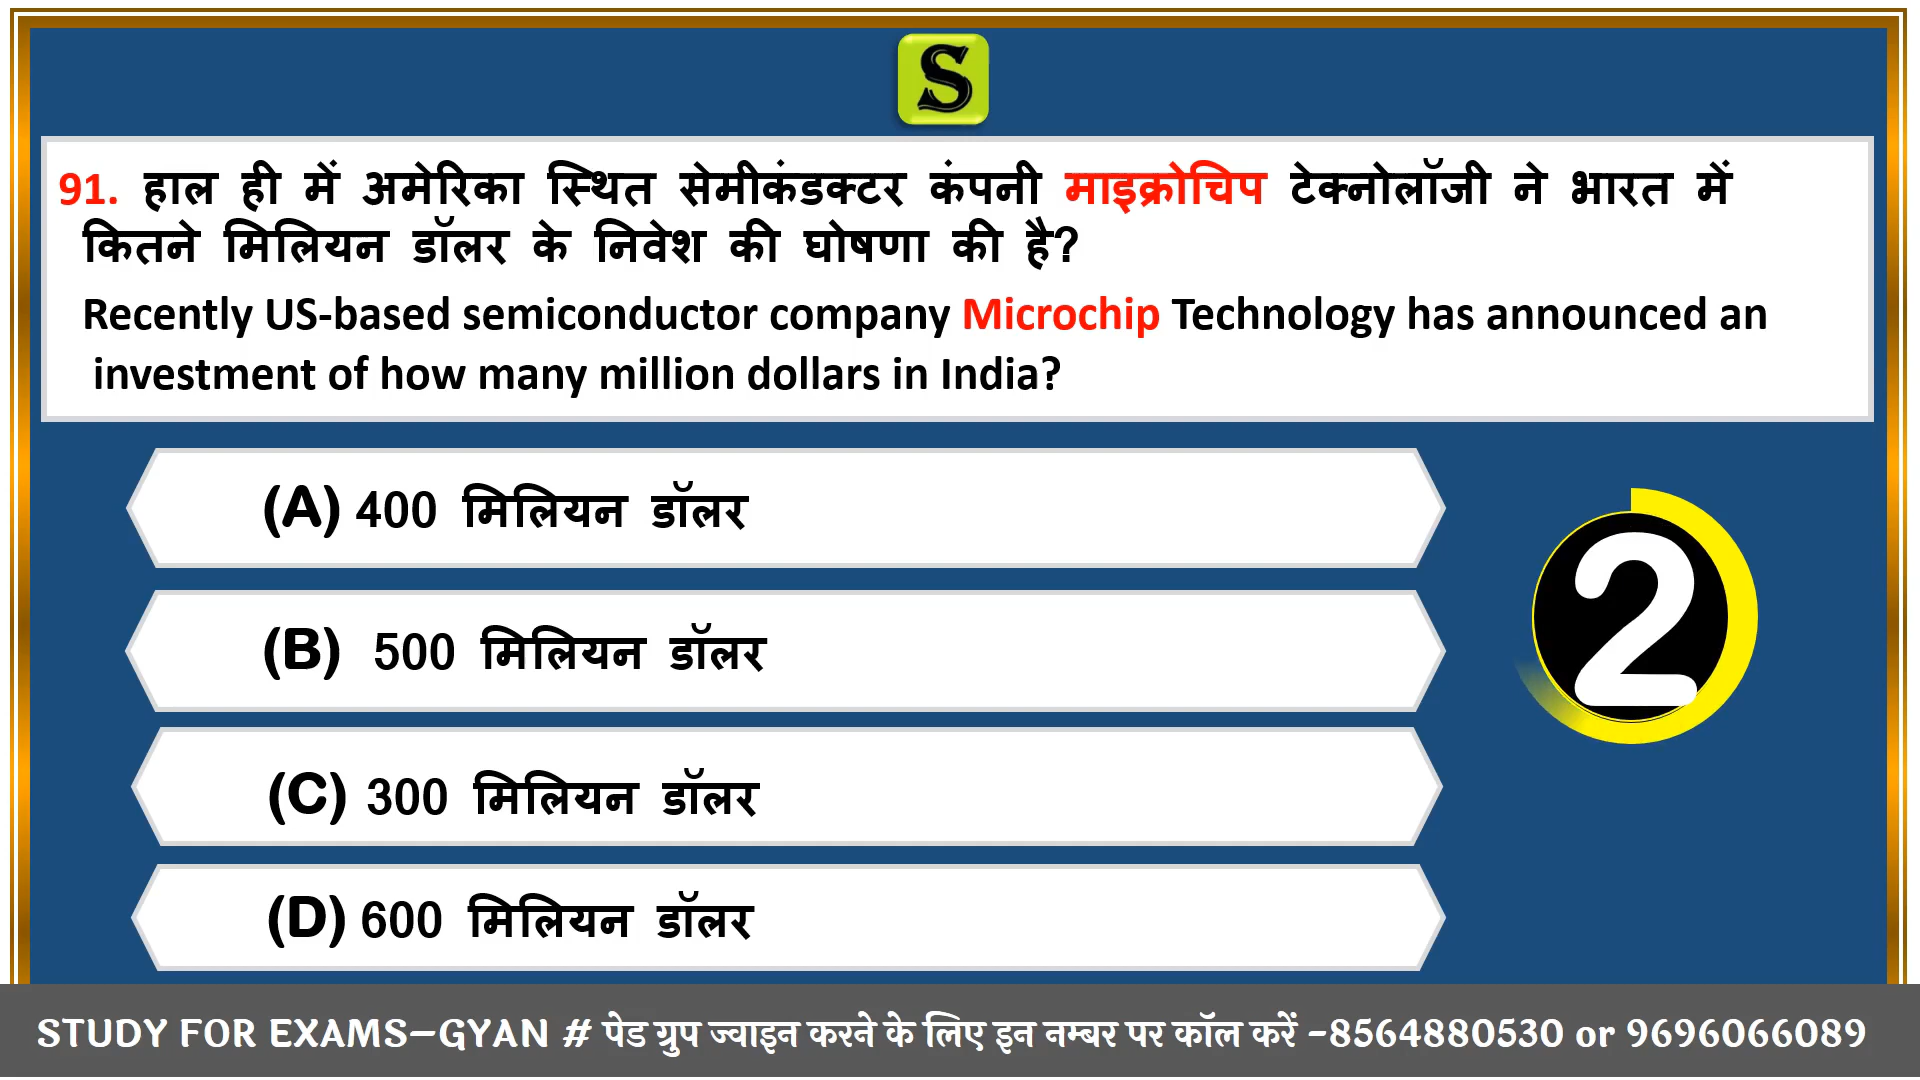 S
91. हाल ही में अमेरिका स्थित सेमीकंडक्टर कंपनी माइक्रोचिप टेक्नोलॉजी ने भारत में
कितने मिलियन डॉलर के निवेश की घोषणा की है?
Recently US-based semiconductor company Microchip Technology has announced an
investment of how many million dollars in India?
(A) 400 मिलियन डॉलर
(B) 500 मिलियन डॉलर
2
(C) 300 मिलियन डॉलर
(D) 600 मिलियन डॉलर
STUDY FOR EXAMS-GYAN # पेड ग्रुप ज्वाइन करने के लिए इन नम्बर पर कॉल करें -8564880530 or 9696066089